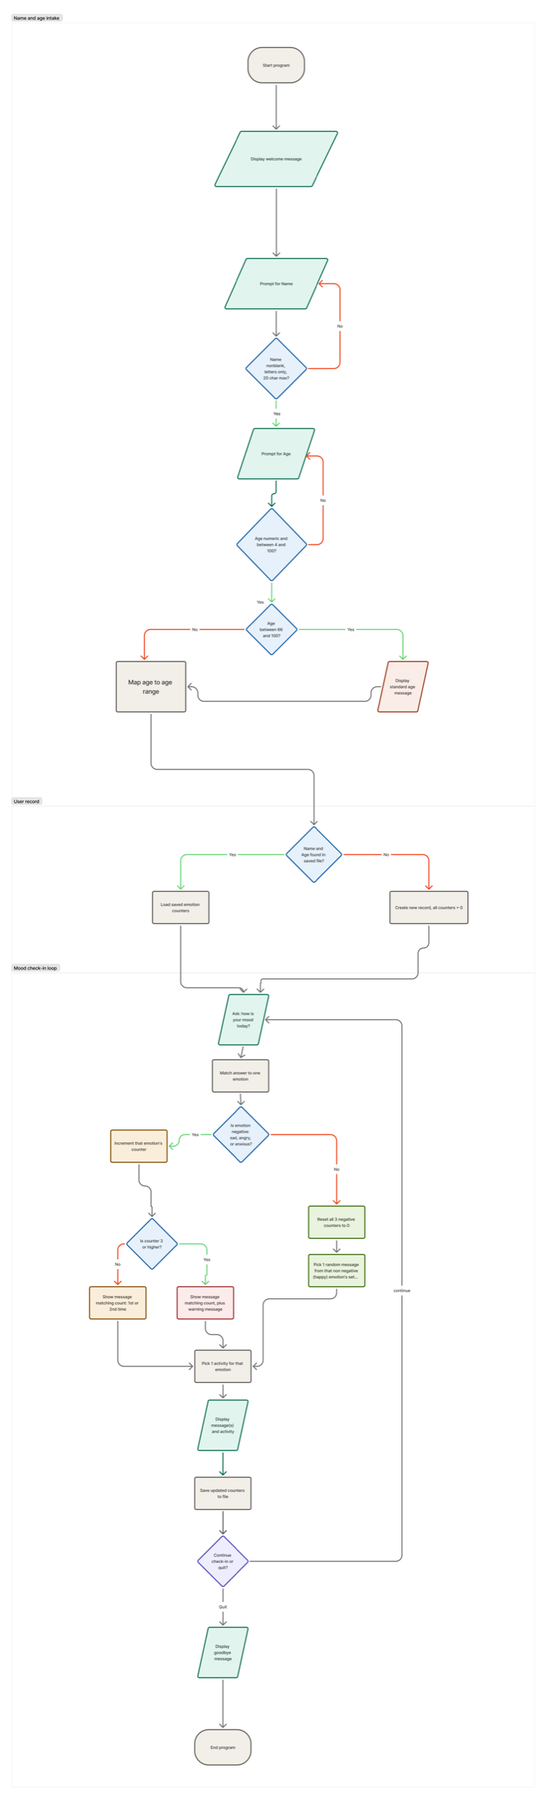 Name and age intake
Start program
Display welcome message
Prompt for Name
No
Name
nonblank,
letters only,
20 char max?
Yes
Prompt for Age
No
Age numeric and
between 4 and
100?
Yes
Age
and 100?
No
Yes
Map age to age
range
Display
standard age
message
User record
Name and
Age found in
saved file?
Yes
No
Load saved emotion
counters
Create new record, all counters = 0
Mood check-in loop
Ask: how is
your mood
today?
Match answer to one
emotion
Is emotion
negative:
sad, angry,
or anxious?
Yes
Increment that emotion's
counter
No
Is counter 3
or higher?
Reset all 3 negative
counters to 0
No
Yes
Pick 1 random message
from that non negative
(happy) emotion's set...
Show message
matching count: 1st or
2nd time
Show message
matching count, plus
warning message
continue
Pick 1 activity for that
emotion
Display
message(s)
and activity
Save updated counters
to file
Continue
check-in or
quit?
Quit
Display
goodbye
message
End program